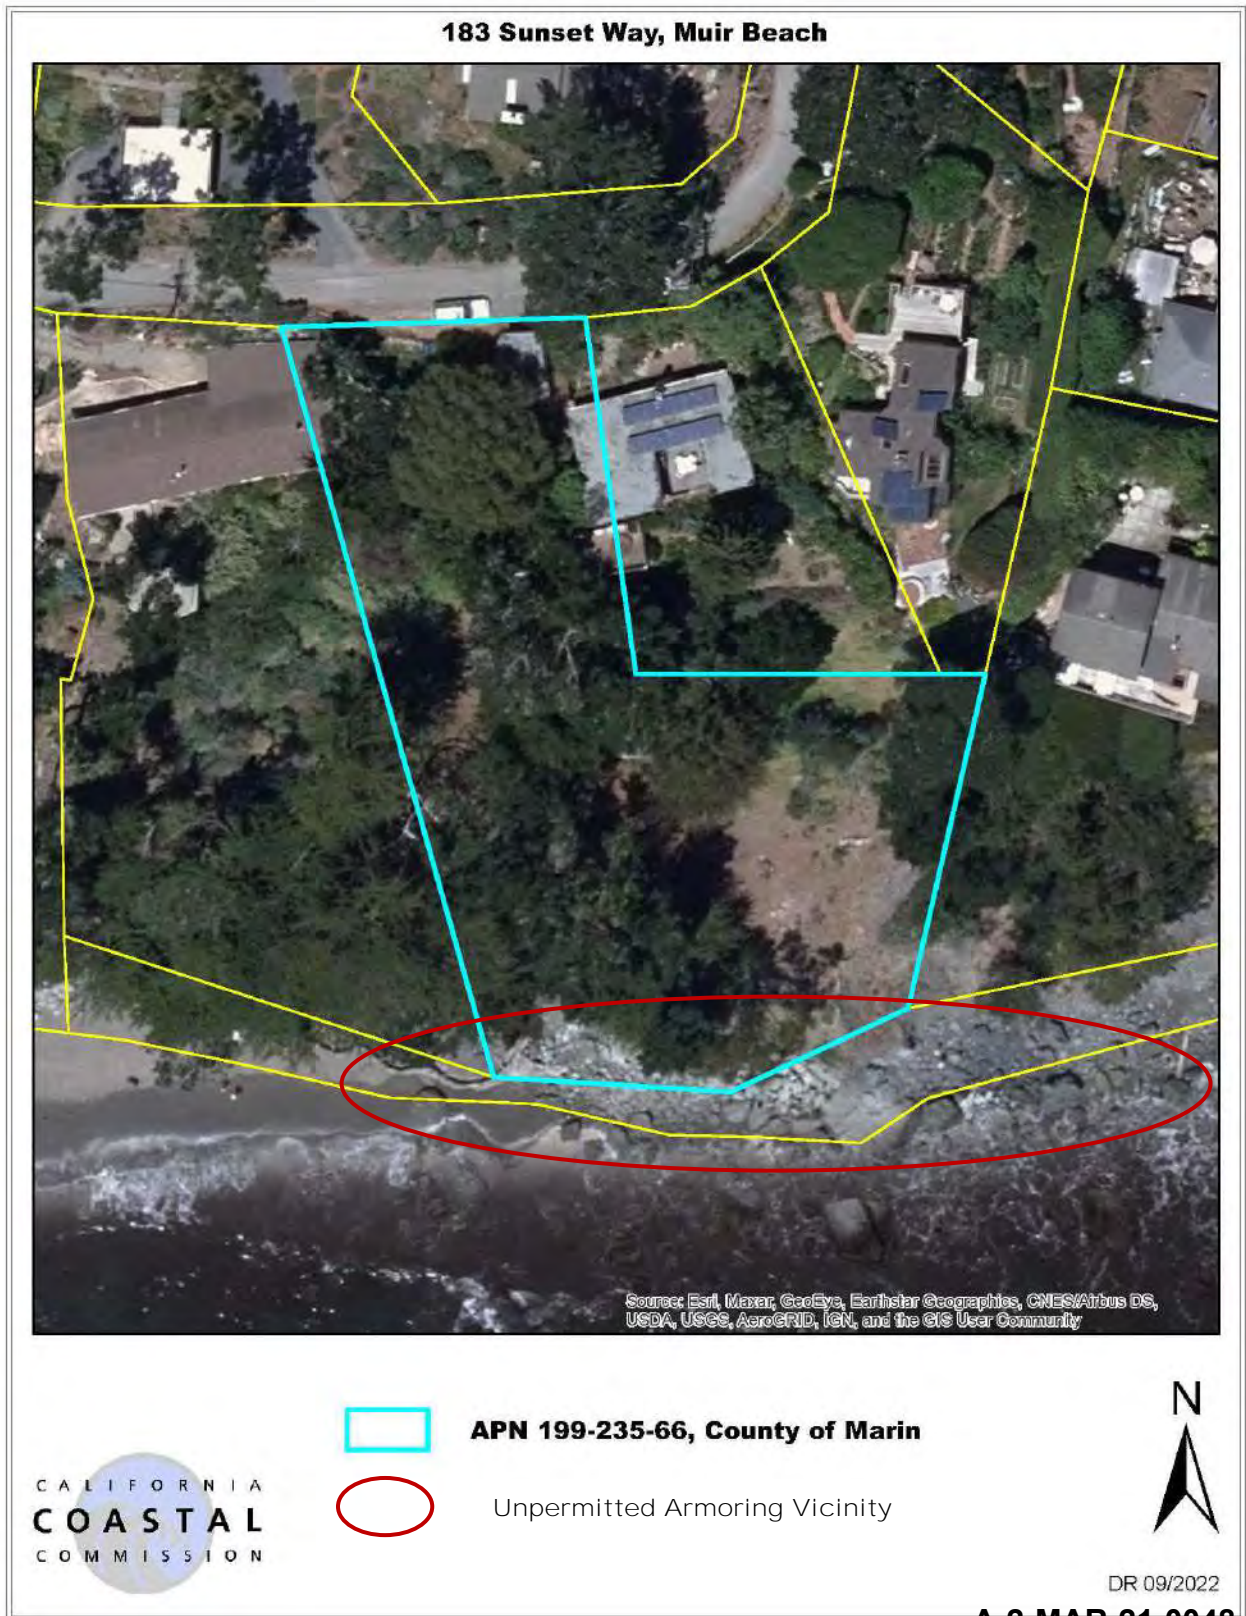 183 Sunset Way, Muir Beach
Source: Esri, Maxar, GeoEye, Earthstar Geographics, CNES/Airbus DS,
USDA, USGS, AeroGRID, IGN, and the GIS User Community
N
APN 199-235-66, County of Marin
CALIFORNIA
COASTAL
COMMISSION
Unpermitted Armoring Vicinity
DR 09/2022